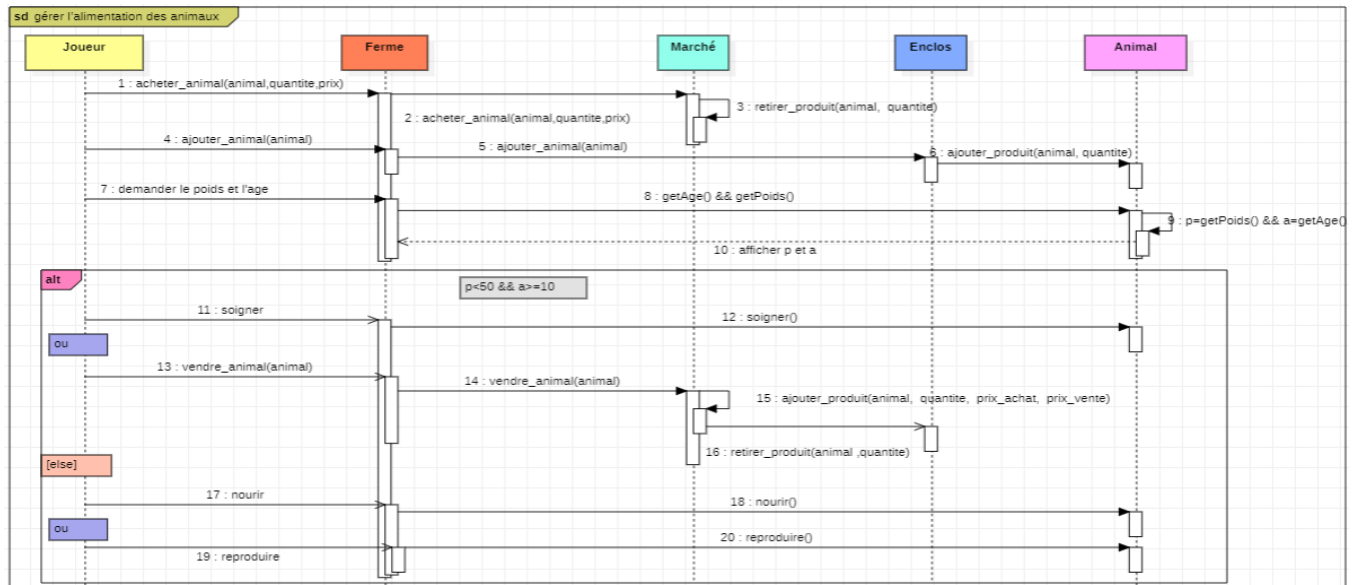 sd gérer l'alimentation des animaux
Joueur
Ferme
Marché
Enclos
Animal
1 : acheter_animal(animal,quantite,prix)
2 : acheter_animal(animal,quantite,prix)
3 : retirer_produit(animal, quantite)
4 : ajouter_animal(animal)
5 : ajouter_animal(animal)
6 : ajouter_produit(animal, quantite)
7 : demander le poids et l'age
8 : getAge() && getPoids()
9 : p=getPoids() && a=getAge()
10 : afficher p et a
alt
p<50 && a>=10
11 : soigner
12 : soigner()
ou
13 : vendre_animal(animal)
14 : vendre_animal(animal)
15 : ajouter_produit(animal, quantite, prix_achat, prix_vente)
16 : retirer_produit(animal ,quantite)
[else]
17 : nourir
18 : nourir()
ou
19 : reproduire
20 : reproduire()